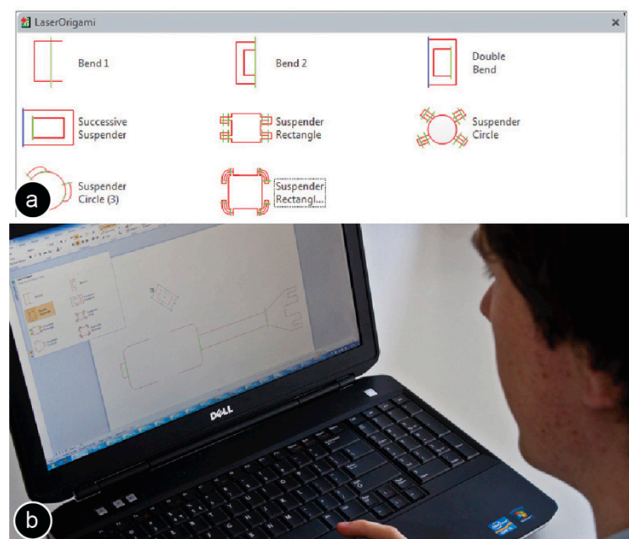 LaserOrigami
Bend 1
Bend 2
Double
Bend
Successive
Suspender
Suspender
Rectangle
Suspender
Circle
Suspender
Circle (3)
Suspender
Rectangl...
a
DELL
b